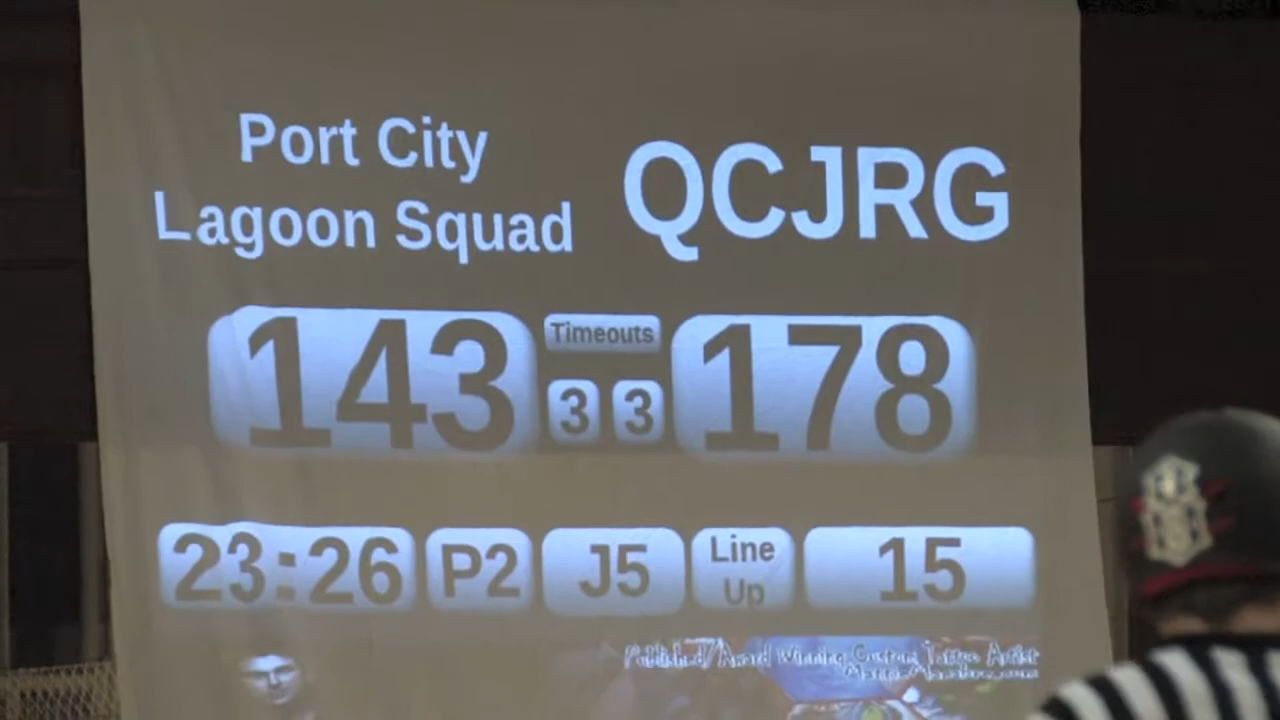 Port City
Lagoon Squad
QCJRG
143
Timeouts
3 3
178
23:26
P2
J5
Line
Up
15
Published/Award Winning Custom Tattoo Artist